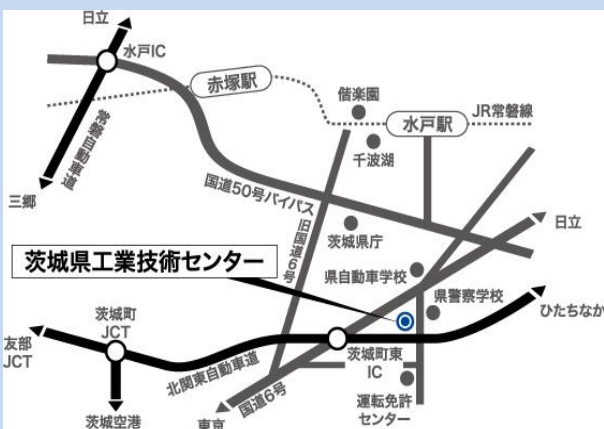 日立
水戸IC
赤塚駅
偕楽園
水戸駅
JR常磐線
千波湖
常磐自動車道
三郷
国道50号バイパス
旧国道6号
茨城県庁
日立
茨城県工業技術センター
県自動車学校
県警察学校
ひたちなか
茨城町
JCT
友部
JCT
北関東自動車道
茨城町東
IC
国道6号
運転免許
センター
茨城空港
東京